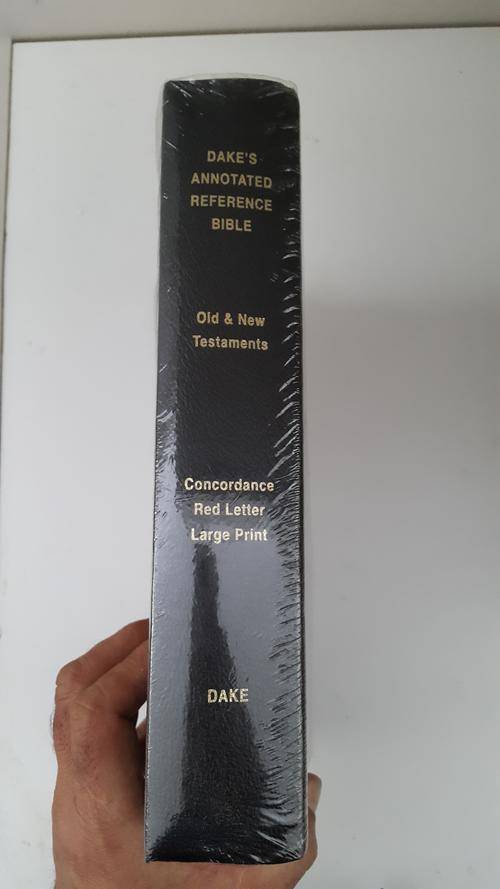 DAKE'S
ANNOTATED
REFERENCE
BIBLE
Old & New
Testaments
Concordance
Red Letter
Large Print
DAKE